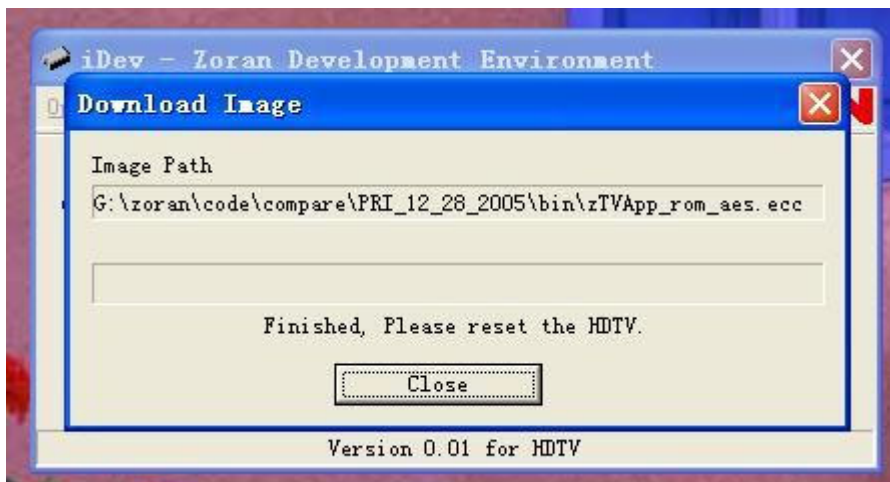 iDev - Zoran Development Environment
Download Image
Image Path
G:\zoran\code\compare\PRI_12_28_2005\bin\zTVApp_rom_aes.ecc
Finished, Please reset the HDTV.
Close
Version 0.01 for HDTV